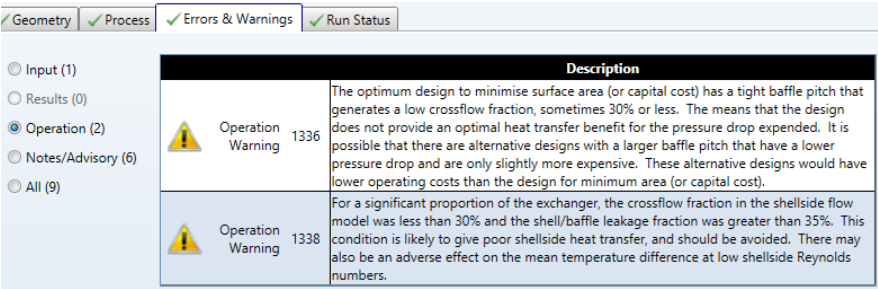 Geometry Process Errors & Warnings Run Status
Input (1)
Results (0)
Operation (2)
Notes/Advisory (6)
All (9)
Description
Operation Warning 1336
The optimum design to minimise surface area (or capital cost) has a tight baffle pitch that
generates a low crossflow fraction, sometimes 30% or less. The means that the design
does not provide an optimal heat transfer benefit for the pressure drop expended. It is
possible that there are alternative designs with a larger baffle pitch that have a lower
pressure drop and are only slightly more expensive. These alternative designs would have
lower operating costs than the design for minimum area (or capital cost).
Operation Warning 1338
For a significant proportion of the exchanger, the crossflow fraction in the shellside flow
model was less than 30% and the shell/baffle leakage fraction was greater than 35%. This
condition is likely to give poor shellside heat transfer, and should be avoided. There may
also be an adverse effect on the mean temperature difference at low shellside Reynolds
numbers.